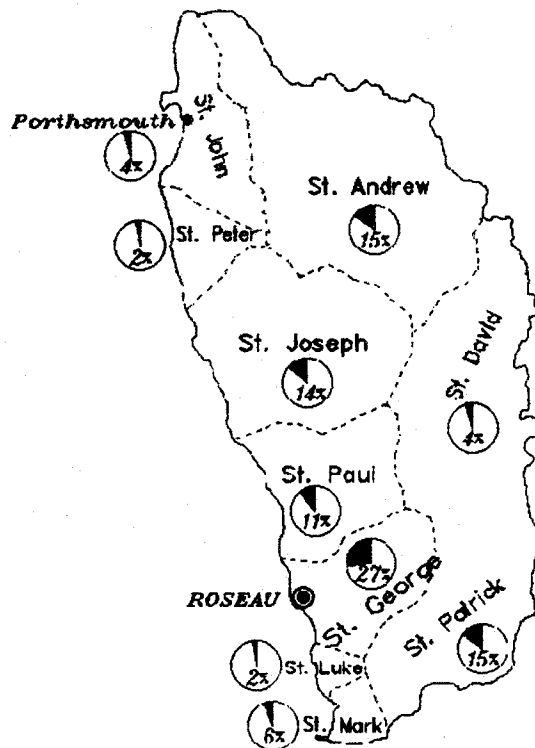 Porthsmouth
St. John
4%
St. Andrew
15%
St. Peter
2%
St. Joseph
14%
St. David
4%
St. Paul
11%
27%
St. George
ROSEAU
St. Patrick
15%
St. Luke
2%
St. Mark
6%